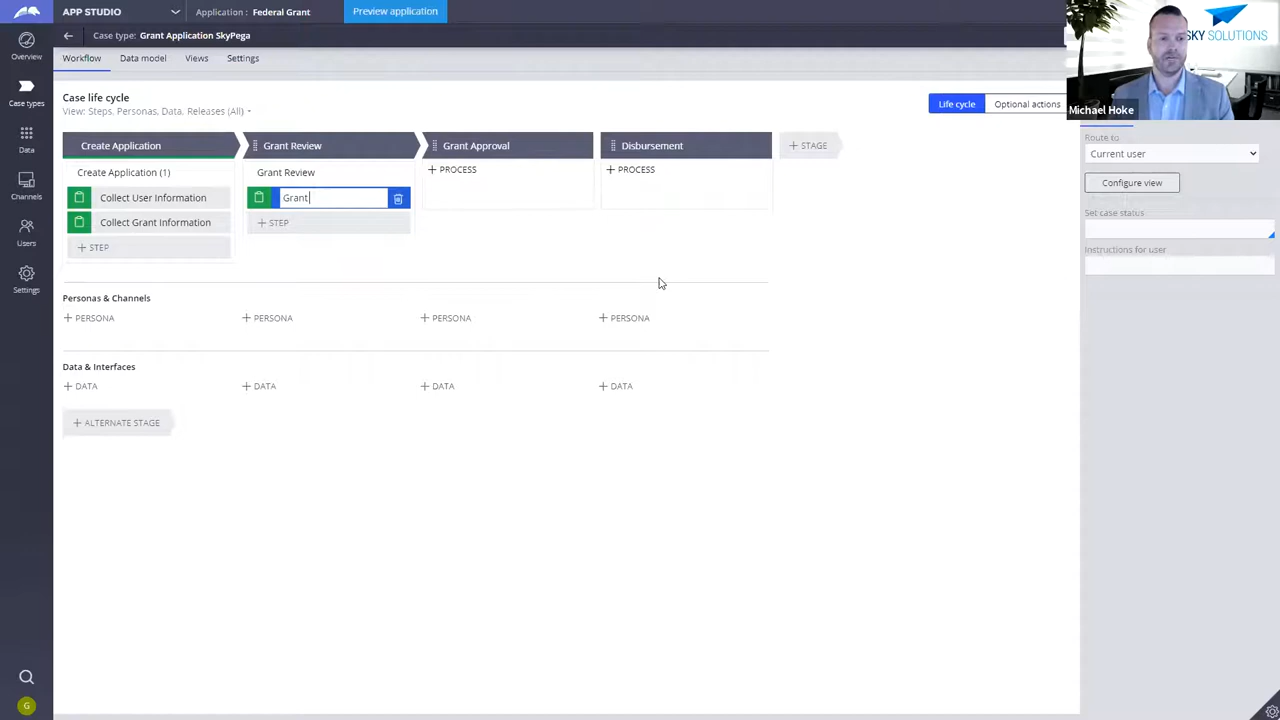 APP STUDIO
Application : Federal Grant
Preview application
Case type: Grant Application SkyPega
Overview
Case types
Data
Channels
Users
Settings
G
Workflow
Data model
Views
Settings
Case life cycle
View: Steps, Personas, Data, Releases (All)
Life cycle
Optional actions
Create Application
Grant Review
Grant Approval
Disbursement
+ STAGE
Create Application (1)
Collect User Information
Collect Grant Information
+ STEP
Grant Review
Grant
+ STEP
+ PROCESS
+ PROCESS
Personas & Channels
+ PERSONA
+ PERSONA
+ PERSONA
+ PERSONA
Data & Interfaces
+ DATA
+ DATA
+ DATA
+ DATA
+ ALTERNATE STAGE
SKY SOLUTIONS
Michael Hoke
Route to
Current user
Configure view
Set case status
Instructions for user